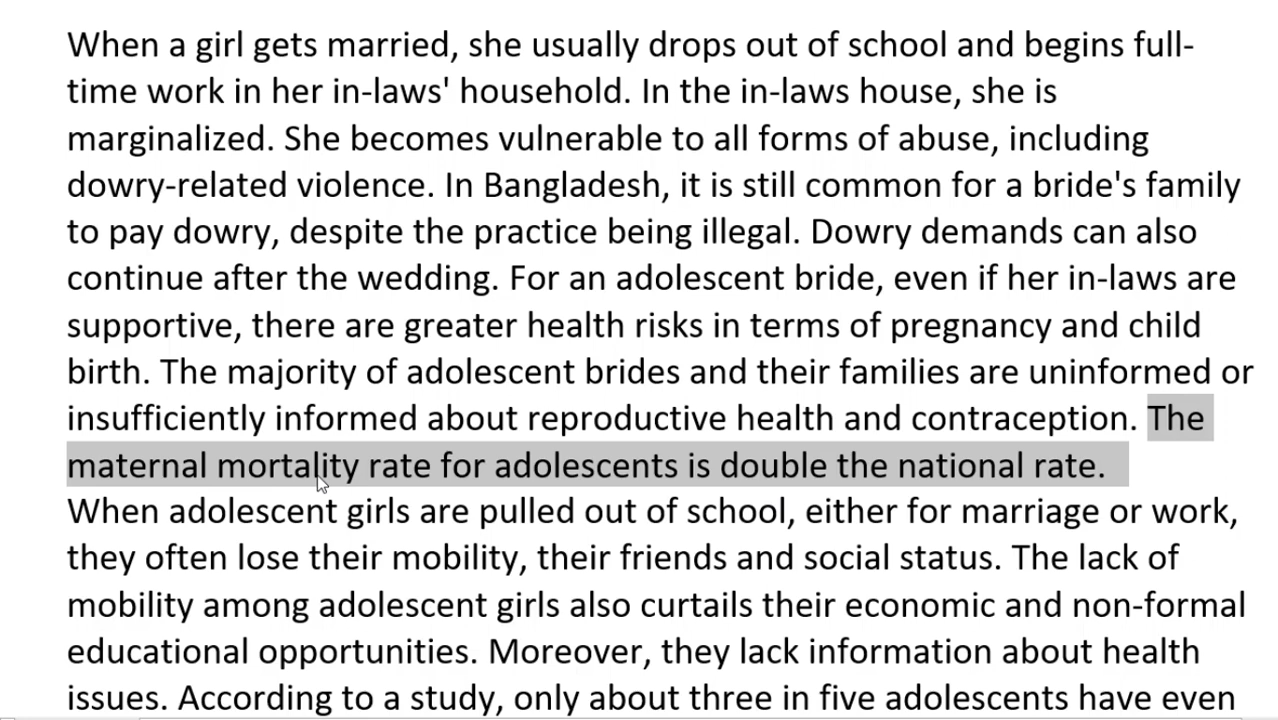 When a girl gets married, she usually drops out of school and begins full-
time work in her in-laws' household. In the in-laws house, she is
marginalized. She becomes vulnerable to all forms of abuse, including
dowry-related violence. In Bangladesh, it is still common for a bride's family
to pay dowry, despite the practice being illegal. Dowry demands can also
continue after the wedding. For an adolescent bride, even if her in-laws are
supportive, there are greater health risks in terms of pregnancy and child
birth. The majority of adolescent brides and their families are uninformed or
insufficiently informed about reproductive health and contraception. The
maternal mortality rate for adolescents is double the national rate.
When adolescent girls are pulled out of school, either for marriage or work,
they often lose their mobility, their friends and social status. The lack of
mobility among adolescent girls also curtails their economic and non-formal
educational opportunities. Moreover, they lack information about health
issues. According to a study, only about three in five adolescents have even